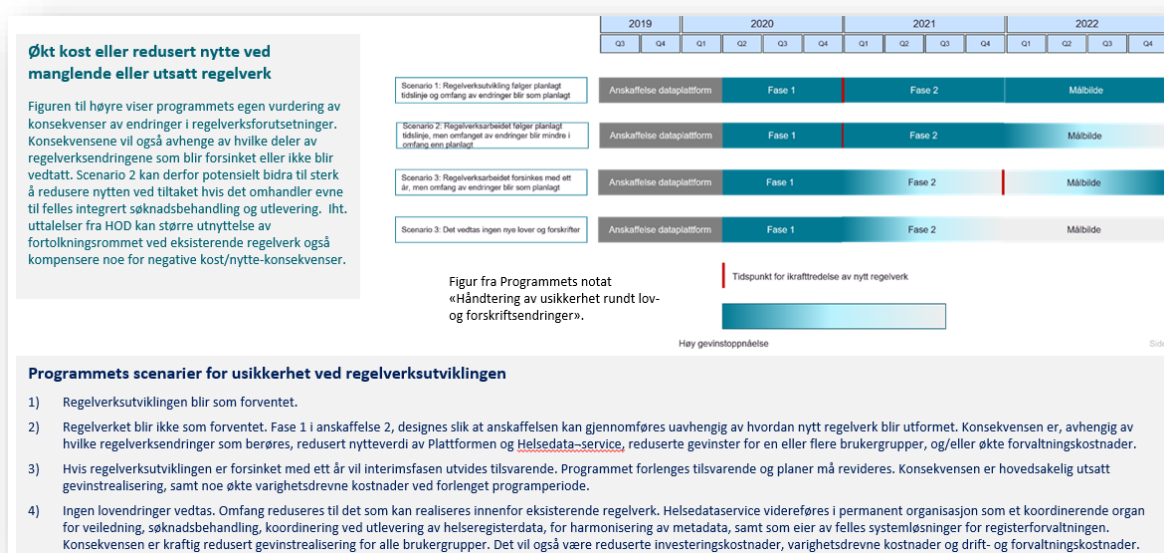 Økt kost eller redusert nytte ved
manglende eller utsatt regelverk
Figuren til høyre viser programmets egen vurdering av
konsekvenser av endringer i regelverksforutsetninger.
Konsekvensene vil også avhenge av hvilke deler av
regelverksendringene som blir forsinket eller ikke blir
vedtatt. Scenario 2 kan derfor potensielt bidra til sterk
å redusere nytten ved tiltaket hvis det omhandler evne
til felles integrert søknadsbehandling og utlevering. Iht.
uttalelser fra HOD kan større utnyttelse av
fortolkningsrommet ved eksisterende regelverk også
kompensere noe for negative kost/nytte-konsekvenser.
2019 2020 2021 2022
Q3 Q4 Q1 Q2 Q3 Q4 Q1 Q2 Q3 Q4 Q1 Q2 Q3 Q4
Scenario 1: Regelverksutvikling følger planlagt
tidslinje og omfang av endringer blir som planlagt
Anskaffelse dataplattform Fase 1 Fase 2 Målbilde
Scenario 2: Regelverksarbeidet følger planlagt
tidslinje, men omfanget av endringer blir mindre i
omfang enn planlagt
Anskaffelse dataplattform Fase 1 Fase 2 Målbilde
Scenario 3: Regelverksarbeidet forsinkes med ett
år, men omfang av endringer blir som planlagt
Anskaffelse dataplattform Fase 1 Fase 2 Målbilde
Scenario 3: Det vedtas ingen nye lover og forskrifter
Anskaffelse dataplattform Fase 1 Fase 2 Målbilde
Figur fra Programmets notat
«Håndtering av usikkerhet rundt lov-
og forskriftsendringer».
Tidspunkt for ikrafttredelse av nytt regelverk
Høy gevinstoppnåelse
Side
Programmets scenarier for usikkerhet ved regelverksutviklingen
1) Regelverksutviklingen blir som forventet.
2) Regelverket blir ikke som forventet. Fase 1 i anskaffelse 2, designes slik at anskaffelsen kan gjennomføres uavhengig av hvordan nytt regelverk blir utformet. Konsekvensen er, avhengig av
hvilke regelverksendringer som berøres, redusert nytteverdi av Plattformen og Helsedata¬service, reduserte gevinster for en eller flere brukergrupper, og/eller økte forvaltningskostnader.
3) Hvis regelverksutviklingen er forsinket med ett år vil interimsfasen utvides tilsvarende. Programmet forlenges tilsvarende og planer må revideres. Konsekvensen er hovedsakelig utsatt
gevinstrealisering, samt noe økte varighetsdrevne kostnader ved forlenget programperiode.
4) Ingen lovendringer vedtas. Omfang reduseres til det som kan realiseres innenfor eksisterende regelverk. Helsedataservice videreføres i permanent organisasjon som et koordinerende organ
for veiledning, søknadsbehandling, koordinering ved utlevering av helseregisterdata, for harmonisering av metadata, samt som eier av felles systemløsninger for registerforvaltningen.
Konsekvensen er kraftig redusert gevinstrealisering for alle brukergrupper. Det vil også være reduserte investeringskostnader, varighetsdrevne kostnader og drift- og forvaltningskostnader.